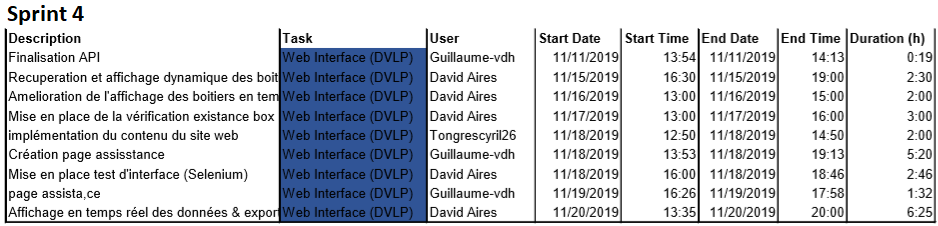 Sprint 4
Description Task User Start Date Start Time End Date End Time Duration (h)
Finalisation API Web Interface (DVLP) Guillaume-vdh 11/11/2019 13:54 11/11/2019 14:13 0:19
Recuperation et affichage dynamique des boit Web Interface (DVLP) David Aires 11/15/2019 16:30 11/15/2019 19:00 2:30
Amelioration de l'affichage des boitiers en tem Web Interface (DVLP) David Aires 11/16/2019 13:00 11/16/2019 15:00 2:00
Mise en place de la vérification existance box Web Interface (DVLP) David Aires 11/17/2019 13:00 11/17/2019 16:00 3:00
implémentation du contenu du site web Web Interface (DVLP) Tongrescyril26 11/18/2019 12:50 11/18/2019 14:50 2:00
Création page assisstance Web Interface (DVLP) Guillaume-vdh 11/18/2019 13:53 11/18/2019 19:13 5:20
Mise en place test d'interface (Selenium) Web Interface (DVLP) David Aires 11/18/2019 16:00 11/18/2019 18:46 2:46
page assista,ce Web Interface (DVLP) Guillaume-vdh 11/19/2019 16:26 11/19/2019 17:58 1:32
Affichage en temps réel des données & expor Web Interface (DVLP) David Aires 11/20/2019 13:35 11/20/2019 20:00 6:25